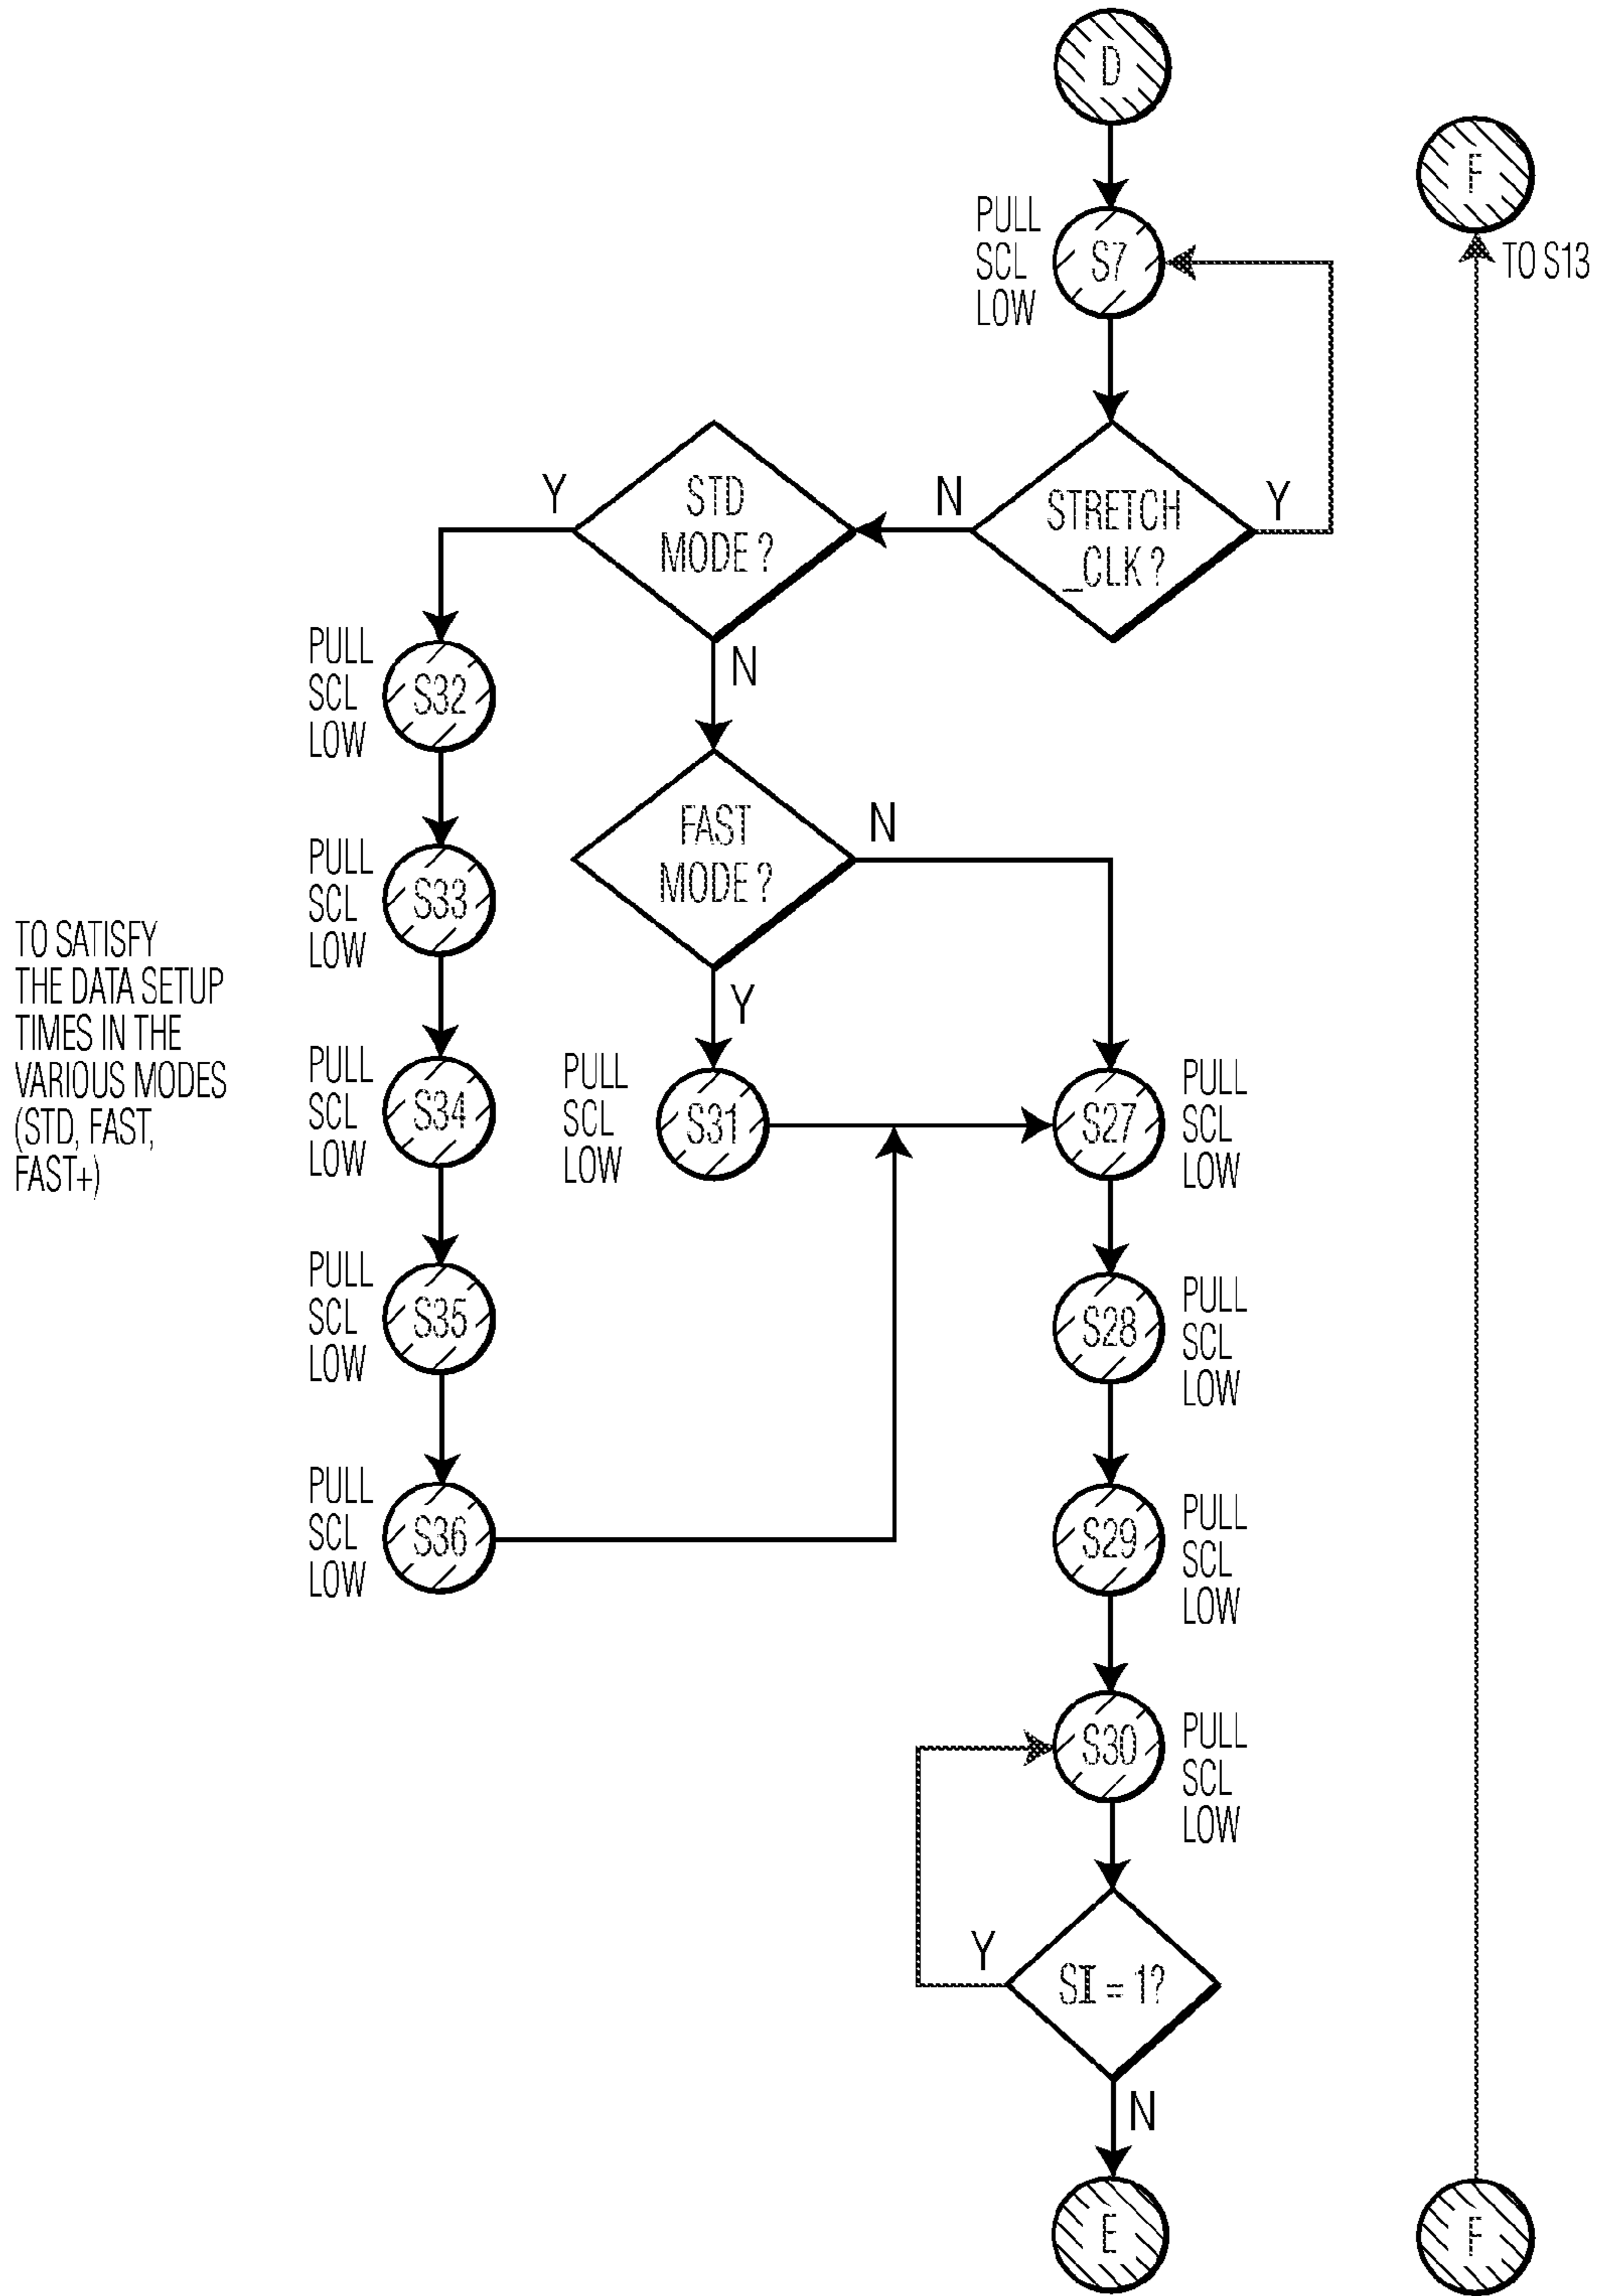 D
F
TO S13
PULL
SCL
LOW
S7
STRETCH
_CLK ?
Y
N
STD
MODE ?
Y
N
PULL
SCL
LOW
S32
FAST
MODE ?
N
Y
PULL
SCL
LOW
S33
TO SATISFY
THE DATA SETUP
TIMES IN THE
VARIOUS MODES
(STD, FAST,
FAST+)
PULL
SCL
LOW
S34
PULL
SCL
LOW
S31
S27
PULL
SCL
LOW
PULL
SCL
LOW
S35
S28
PULL
SCL
LOW
PULL
SCL
LOW
S36
S29
PULL
SCL
LOW
S30
PULL
SCL
LOW
SI = 1?
Y
N
E
F